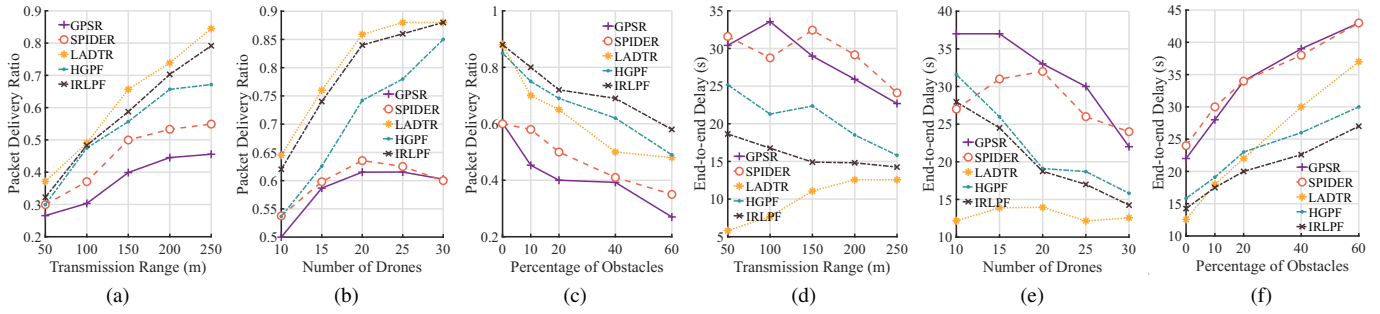 Packet Delivery Ratio
0.9
0.8
0.7
0.6
0.5
0.4
0.3
0.2
GPSR
SPIDER
LADTR
HGPF
IRLPF
50 100 150 200 250
Transmission Range (m)
(a)
Packet Delivery Ratio
0.9
0.85
0.8
0.75
0.7
0.65
0.6
0.55
0.5
GPSR
SPIDER
LADTR
HGPF
IRLPF
10 15 20 25 30
Number of Drones
(b)
Packet Delivery Ratio
1
0.8
0.6
0.4
0.2
GPSR
SPIDER
LADTR
HGPF
IRLPF
0 10 20 40 60
Percentage of Obstacles
(c)
End-to-End Delay (s)
35
30
25
20
15
10
5
GPSR
SPIDER
LADTR
HGPF
IRLPF
50 100 150 200 250
Transmission Range (m)
(d)
End-to-end Dalay (s)
40
35
30
25
20
15
10
GPSR
SPIDER
LADTR
HGPF
IRLPF
10 15 20 25 30
Number of Drones
(e)
End-to-end Delay (s)
45
40
35
30
25
20
15
10
GPSR
SPIDER
LADTR
HGPF
IRLPF
0 10 20 40 60
Percentage of Obstacles
(f)